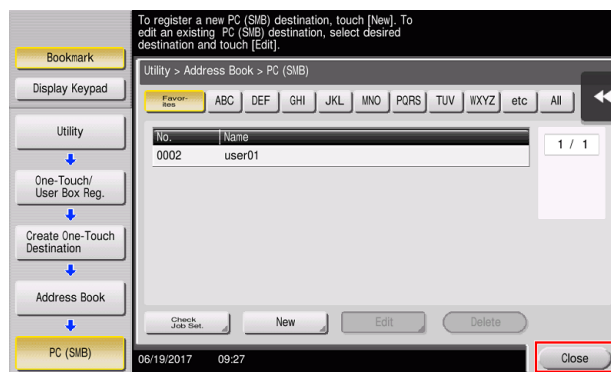 To register a new PC (SMB) destination, touch [New]. To
edit an existing PC (SMB) destination, select desired
destination and touch [Edit].
Bookmark
Display Keypad
Utility
One-Touch/
User Box Reg.
Create One-Touch
Destination
Address Book
PC (SMB)
Utility > Address Book > PC (SMB)
Favor-
ites
ABC DEF GHI JKL MNO PQRS TUV WXYZ etc All
No. Name
0002 user01
1 / 1
Check
Job Set.
New Edit Delete
06/19/2017 09:27
Close